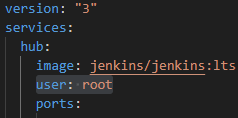 version: "3"
services:
  hub:
    image: jenkins/jenkins:lts
    user: root
    ports: